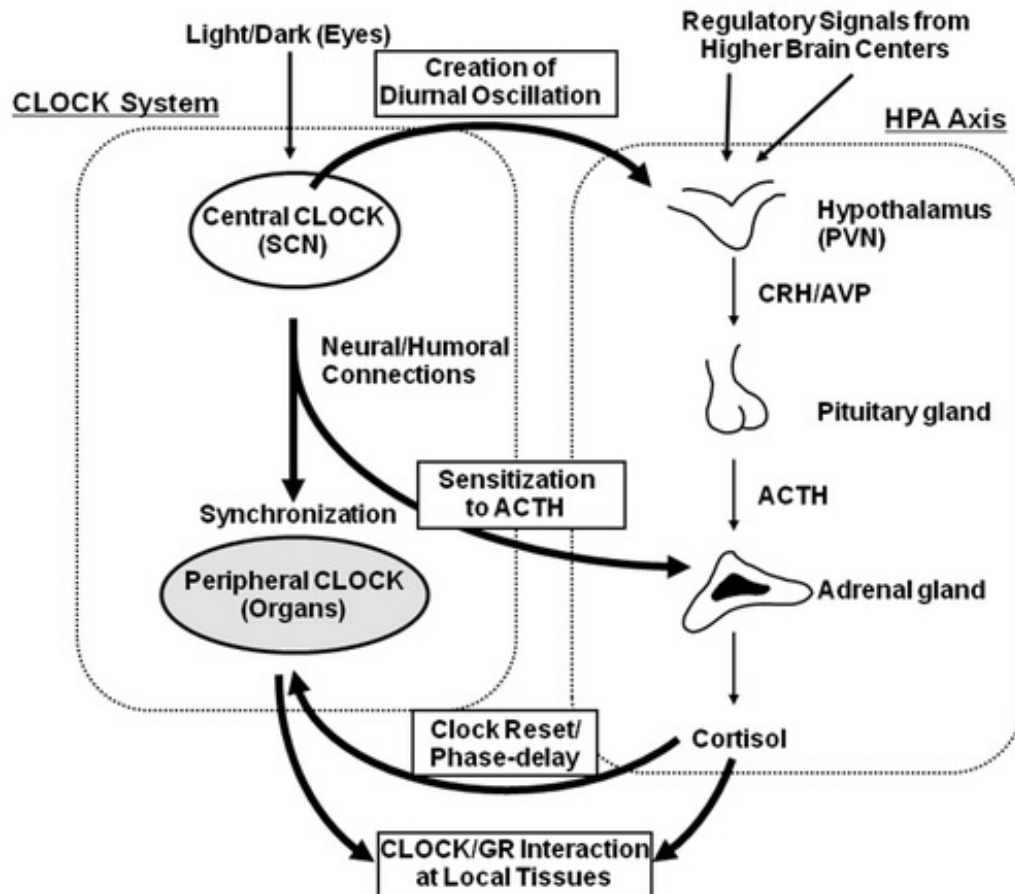 Light/Dark (Eyes)
Regulatory Signals from
Higher Brain Centers
Creation of
Diurnal Oscillation
CLOCK System
HPA Axis
Central CLOCK
(SCN)
Hypothalamus
(PVN)
CRH/AVP
Neural/Humoral
Connections
Pituitary gland
Sensitization
to ACTH
ACTH
Synchronization
Peripheral CLOCK
(Organs)
Adrenal gland
Clock Reset/
Phase-delay
Cortisol
CLOCK/GR Interaction
at Local Tissues